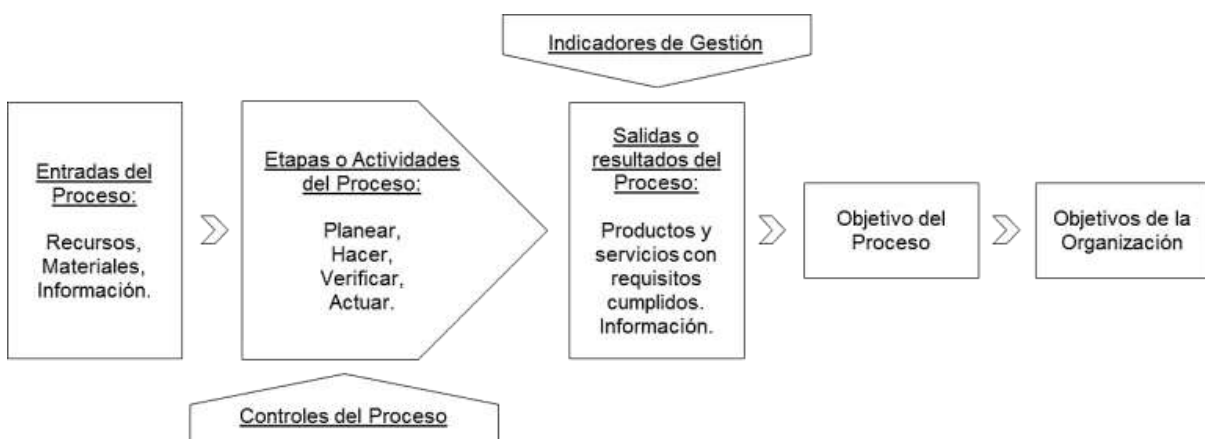 Indicadores de Gestión
Entradas del
Proceso:
Recursos,
Materiales,
Información.
Etapas o Actividades
del Proceso:
Planear,
Hacer,
Verificar,
Actuar.
Salidas o
resultados del
Proceso:
Productos y
servicios con
requisitos
cumplidos.
Información.
Objetivo del
Proceso
Objetivos de la
Organización
Controles del Proceso